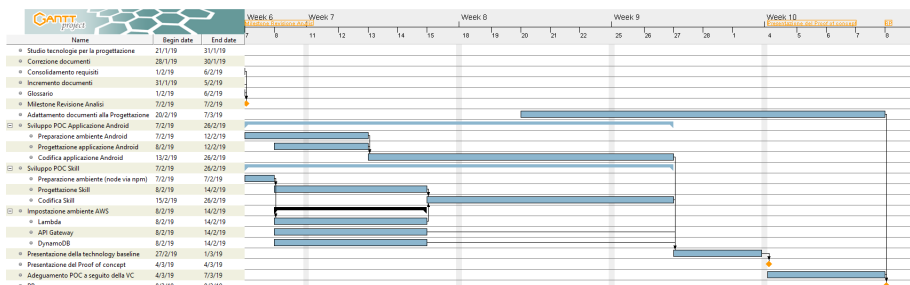 GANTT
project
Name Begin date End date
Studio tecnologie per la progettazione 21/1/19 31/1/19
Correzione documenti 28/1/19 30/1/19
Consolidamento requisiti 1/2/19 6/2/19
Incremento documenti 31/1/19 5/2/19
Glossario 1/2/19 6/2/19
Milestone Revisione Analisi 7/2/19 7/2/19
Adattamento documenti alla Progettazione 20/2/19 7/3/19
Sviluppo POC Applicazione Android 7/2/19 26/2/19
Preparazione ambiente Android 7/2/19 12/2/19
Progettazione applicazione Android 8/2/19 12/2/19
Codifica applicazione Android 13/2/19 26/2/19
Sviluppo POC Skill 7/2/19 26/2/19
Preparazione ambiente (node via npm) 7/2/19 7/2/19
Progettazione Skill 8/2/19 14/2/19
Codifica Skill 15/2/19 26/2/19
Impostazione ambiente AWS 8/2/19 14/2/19
Lambda 8/2/19 14/2/19
API Gateway 8/2/19 14/2/19
DynamoDB 8/2/19 14/2/19
Presentazione della technology baseline 27/2/19 1/3/19
Presentazione del Proof of concept 4/3/19 4/3/19
Adeguamento POC a seguito della VC 4/3/19 7/3/19
Week 6 Week 7 Week 8 Week 9 Week 10
Milestone Revisione Analisi Presentazione del Proof of concept
7 8 11 12 13 14 15 18 19 20 21 22 25 26 27 28 1 4 5 6 7 8